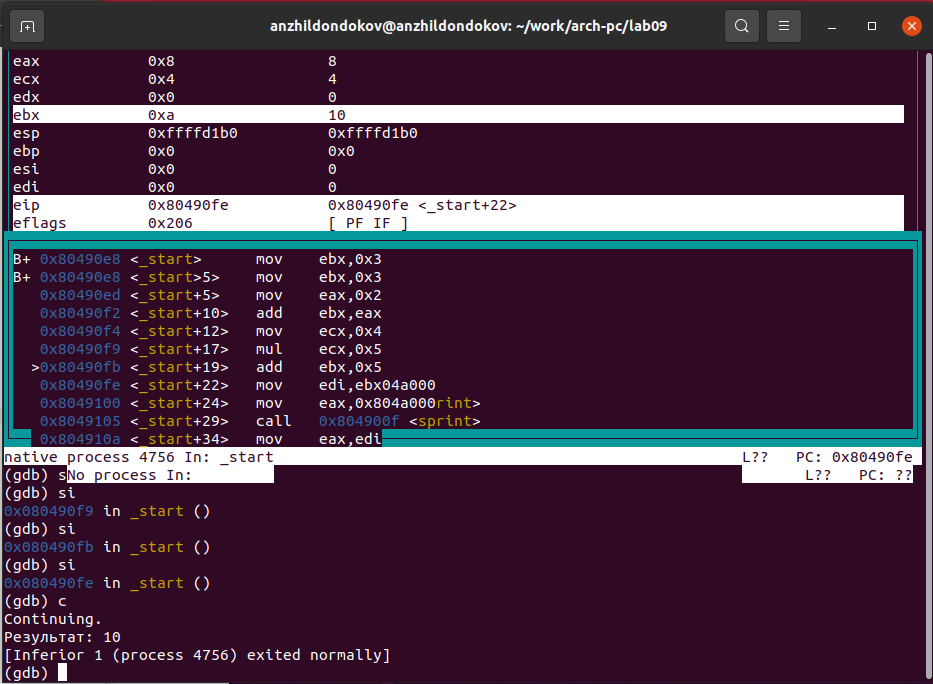 anzhildondokov@anzhildondokov: ~/work/arch-pc/lab09
eax 0x8 8
ecx 0x4 4
edx 0x0 0
ebx 0xa 10
esp 0xffffd1b0 0xffffd1b0
ebp 0x0 0x0
esi 0x0 0
edi 0x0 0
eip 0x80490fe 0x80490fe <_start+22>
eflags 0x206 [ PF IF ]
B+ 0x80490e8 <_start> mov ebx,0x3
B+ 0x80490e8 <_start>5> mov ebx,0x3
0x80490ed <_start+5> mov eax,0x2
0x80490f2 <_start+10> add ebx,eax
0x80490f4 <_start+12> mov ecx,0x4
0x80490f9 <_start+17> mul ecx,0x5
>0x80490fb <_start+19> add ebx,0x5
0x80490fe <_start+22> mov edi,ebx04a000
0x8049100 <_start+24> mov eax,0x804a000rint>
0x8049105 <_start+29> call 0x804900f <sprint>
0x804910a <_start+34> mov eax,edi
native process 4756 In: _start L?? PC: 0x80490fe
(gdb) sNo process In: L?? PC: ??
(gdb) si
0x080490f9 in _start ()
(gdb) si
0x080490fb in _start ()
(gdb) si
0x080490fe in _start ()
(gdb) c
Continuing.
Результат: 10
[Inferior 1 (process 4756) exited normally]
(gdb)